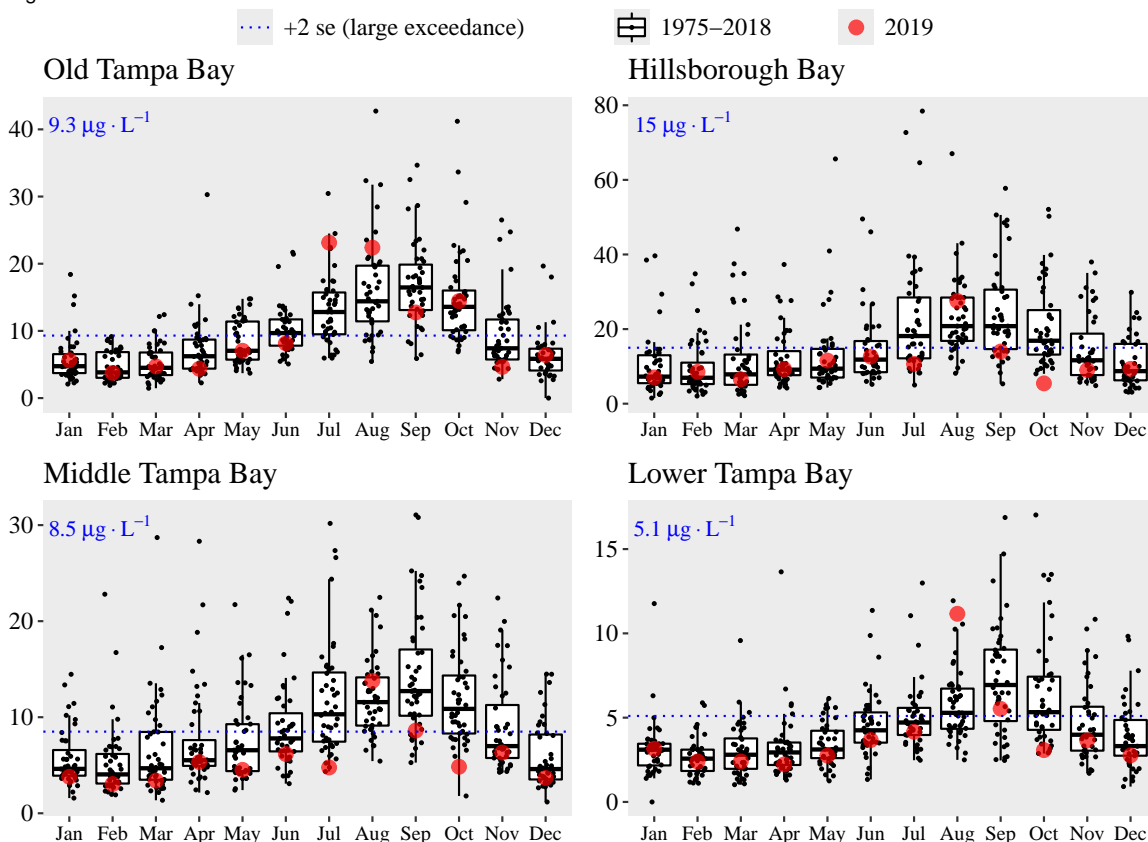 +2 se (large exceedance) 1975–2018 2019
Old Tampa Bay
9.3 μg · L⁻¹
40
30
20
10
0
Jan Feb Mar Apr May Jun Jul Aug Sep Oct Nov Dec
Hillsborough Bay
15 μg · L⁻¹
80
60
40
20
0
Jan Feb Mar Apr May Jun Jul Aug Sep Oct Nov Dec
Middle Tampa Bay
8.5 μg · L⁻¹
30
20
10
0
Jan Feb Mar Apr May Jun Jul Aug Sep Oct Nov Dec
Lower Tampa Bay
5.1 μg · L⁻¹
15
10
5
0
Jan Feb Mar Apr May Jun Jul Aug Sep Oct Nov Dec